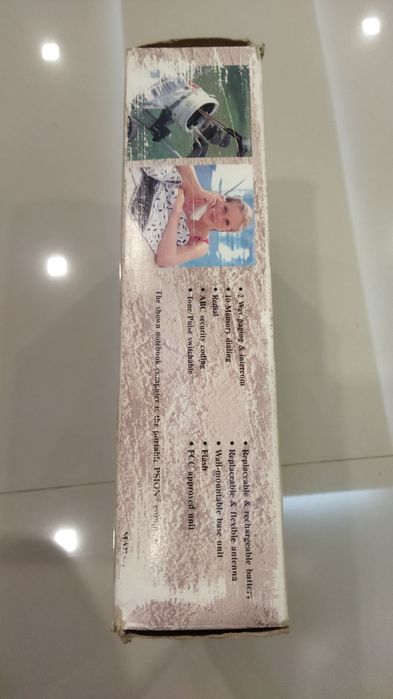 • 2 Way paging & intercom
• 10 Memory dialing
• Redial
• ABC security coding
• Tone/Pulse switchable
• Replaceable & rechargeable battery
• Replaceable & flexible antenna
• Wall-mountable base unit
• Flash
• FCC approved unit
The shown notebook computer is the portable PSION